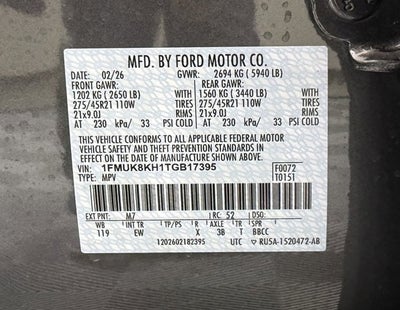 MFD. BY FORD MOTOR CO.
DATE: 02/26 GVWR: 2694 KG ( 5940 LB)
FRONT GAWR: REAR GAWR:
1202 KG ( 2650 LB) WITH 1560 KG ( 3440 LB) WITH
275/45R21 110W TIRES 275/45R21 110W TIRES
21x9.0J RIMS 21x9.0J RIMS
AT 230 kPa/ 33 PSI COLD AT 230 kPa/ 33 PSI COLD
THIS VEHICLE CONFORMS TO ALL APPLICABLE FEDERAL MOTOR
VEHICLE SAFETY AND THEFT PREVENTION STANDARDS IN
EFFECT ON THE DATE OF MANUFACTURE SHOWN ABOVE.
VIN: 1FMUK8KH1TGB17395 F0072
TYPE: MPV T0151
EXT PNT: M7 RC: 52 DSO:
WB INT TR TP/PS R AXLE TR SPR
119 EW X 3B T BBCC
1202602182395 UTC RU5A-1520472-AB